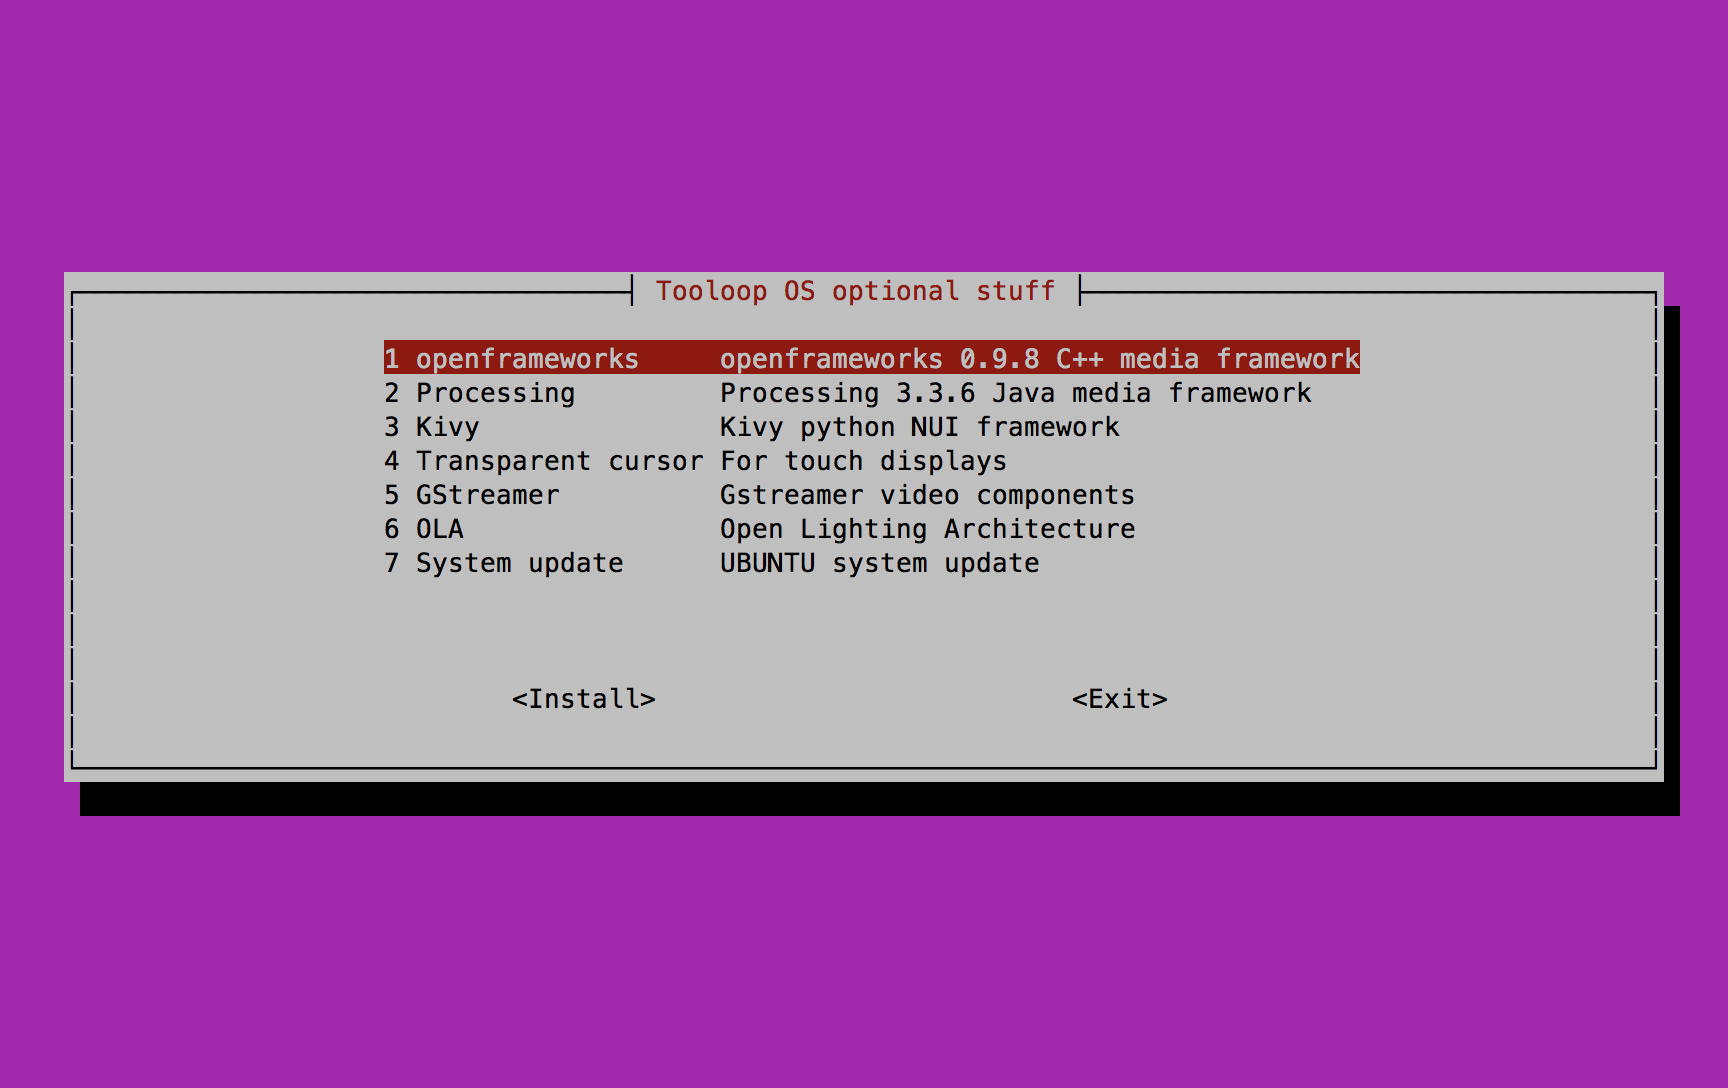 Tooloop OS optional stuff
1 openframeworks openframeworks 0.9.8 C++ media framework
2 Processing Processing 3.3.6 Java media framework
3 Kivy Kivy python NUI framework
4 Transparent cursor For touch displays
5 GStreamer Gstreamer video components
6 OLA Open Lighting Architecture
7 System update UBUNTU system update
<Install> <Exit>